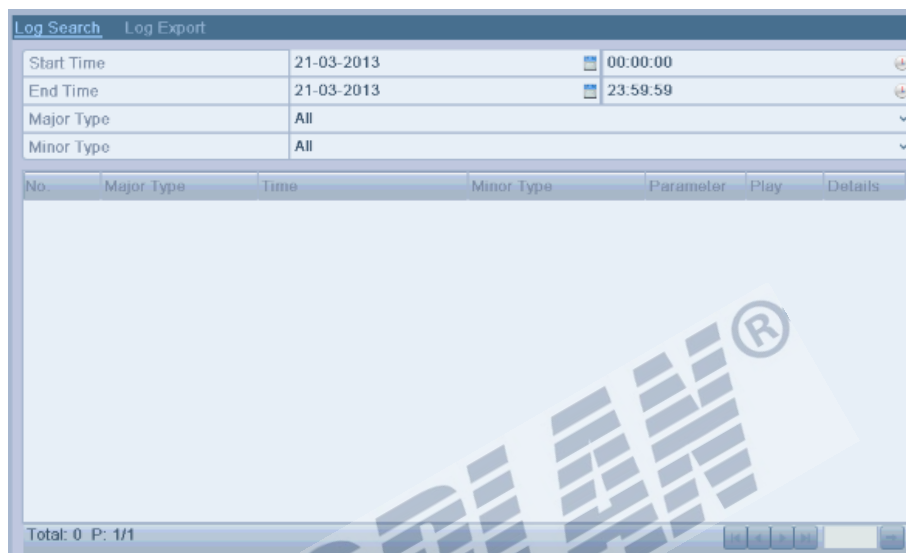 Log Search Log Export
Start Time 21-03-2013 00:00:00
End Time 21-03-2013 23:59:59
Major Type All
Minor Type All
No. Major Type Time Minor Type Parameter Play Details
®
Total: 0 P: 1/1